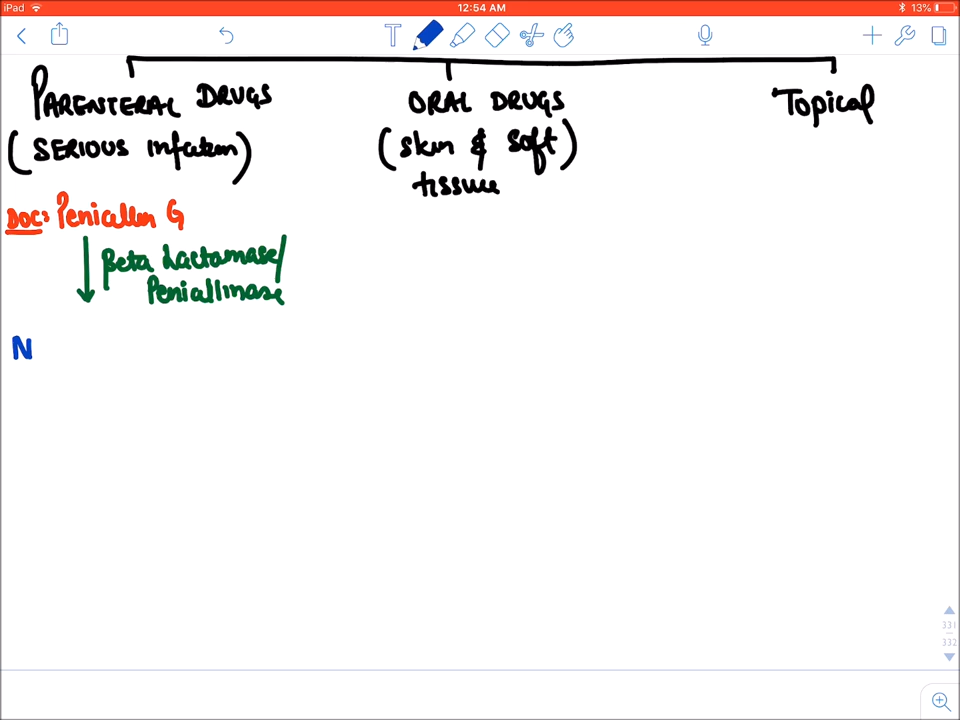 iPad 12:54 AM 13%
T
PARENTERAL DRUGS ORAL DRUGS Topical
(SERIOUS Infection) (Skin & Soft)
tissue
DOC: Penicillin G
Beta Lactamase/
Penicillinase
N
331
332